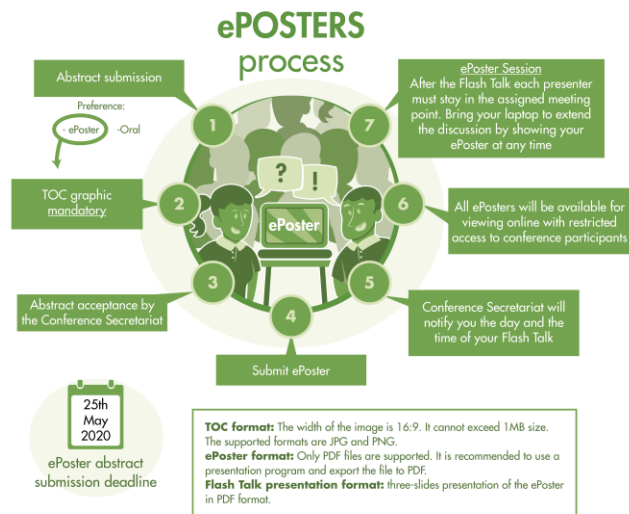 ePOSTERS
process
Abstract submission
Preference:
- ePoster -Oral
1
TOC graphic
mandatory
2
3
Abstract acceptance by
the Conference Secretariat
4
Submit ePoster
5
Conference Secretariat will
notify you the day and the
time of your Flash Talk
6
All ePosters will be available for
viewing online with restricted
access to conference participants
7
ePoster Session
After the Flash Talk each presenter
must stay in the assigned meeting
point. Bring your laptop to extend
the discussion by showing your
ePoster at any time
? !
ePoster
25th
May
2020
ePoster abstract
submission deadline
TOC format: The width of the image is 16:9. It cannot exceed 1MB size.
The supported formats are JPG and PNG.
ePoster format: Only PDF files are supported. It is recommended to use a
presentation program and export the file to PDF.
Flash Talk presentation format: three-slides presentation of the ePoster
in PDF format.